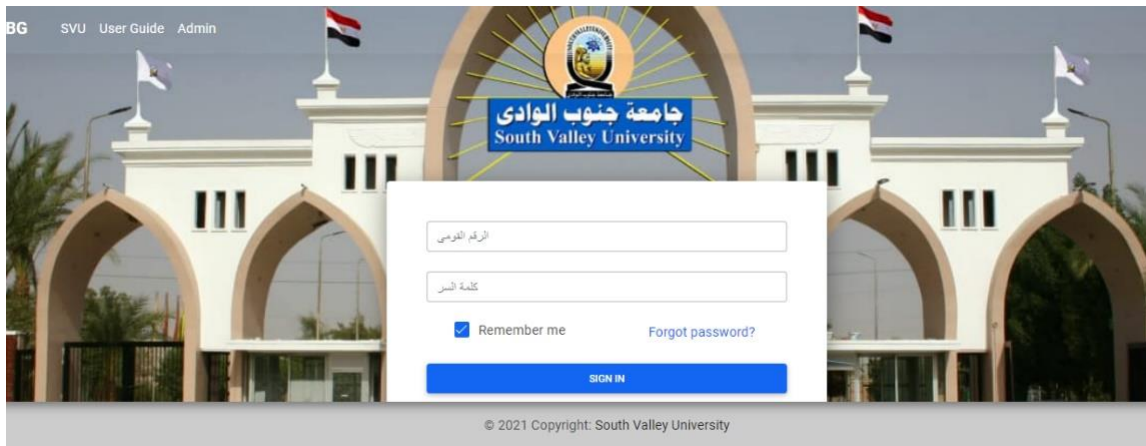 BG SVU User Guide Admin
جامعة جنوب الوادى
South Valley University
الرقم القومى
كلمة السر
Remember me Forgot password?
SIGN IN
© 2021 Copyright: South Valley University